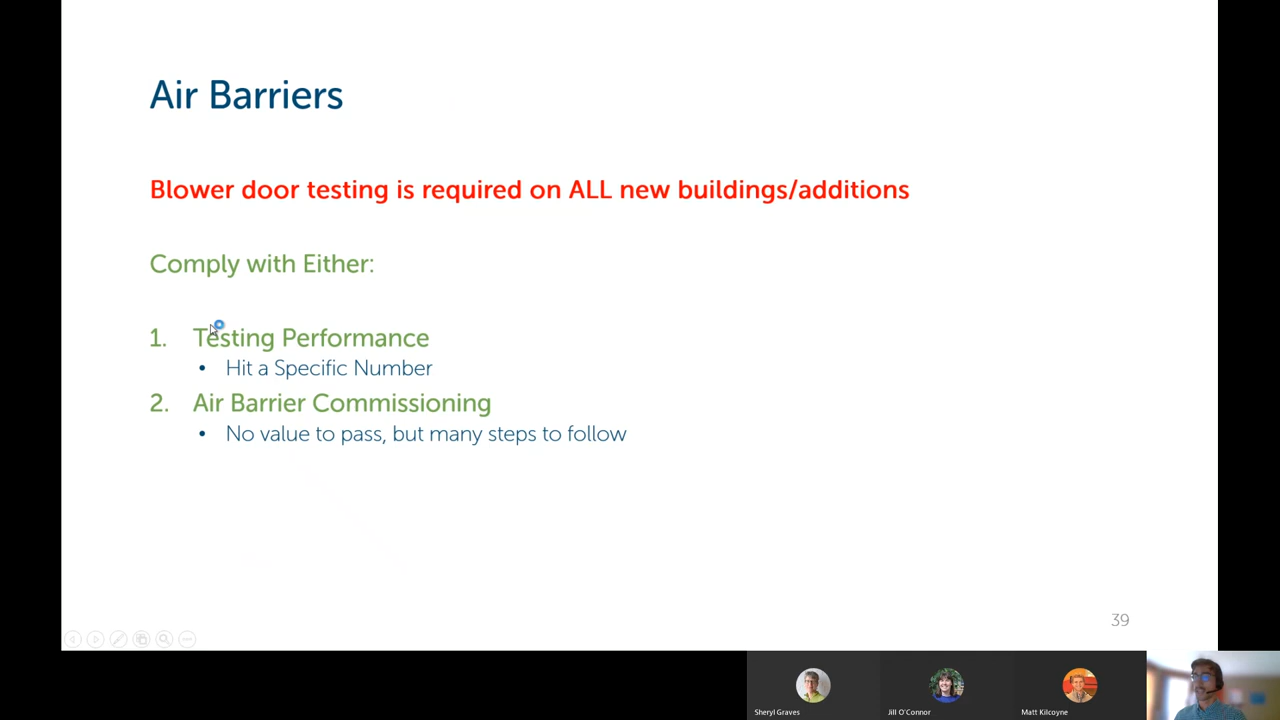 Air Barriers
Blower door testing is required on ALL new buildings/additions
Comply with Either:
1. Testing Performance
• Hit a Specific Number
2. Air Barrier Commissioning
• No value to pass, but many steps to follow
39
Sheryl Graves
Jill O'Connor
Matt Kilcoyne